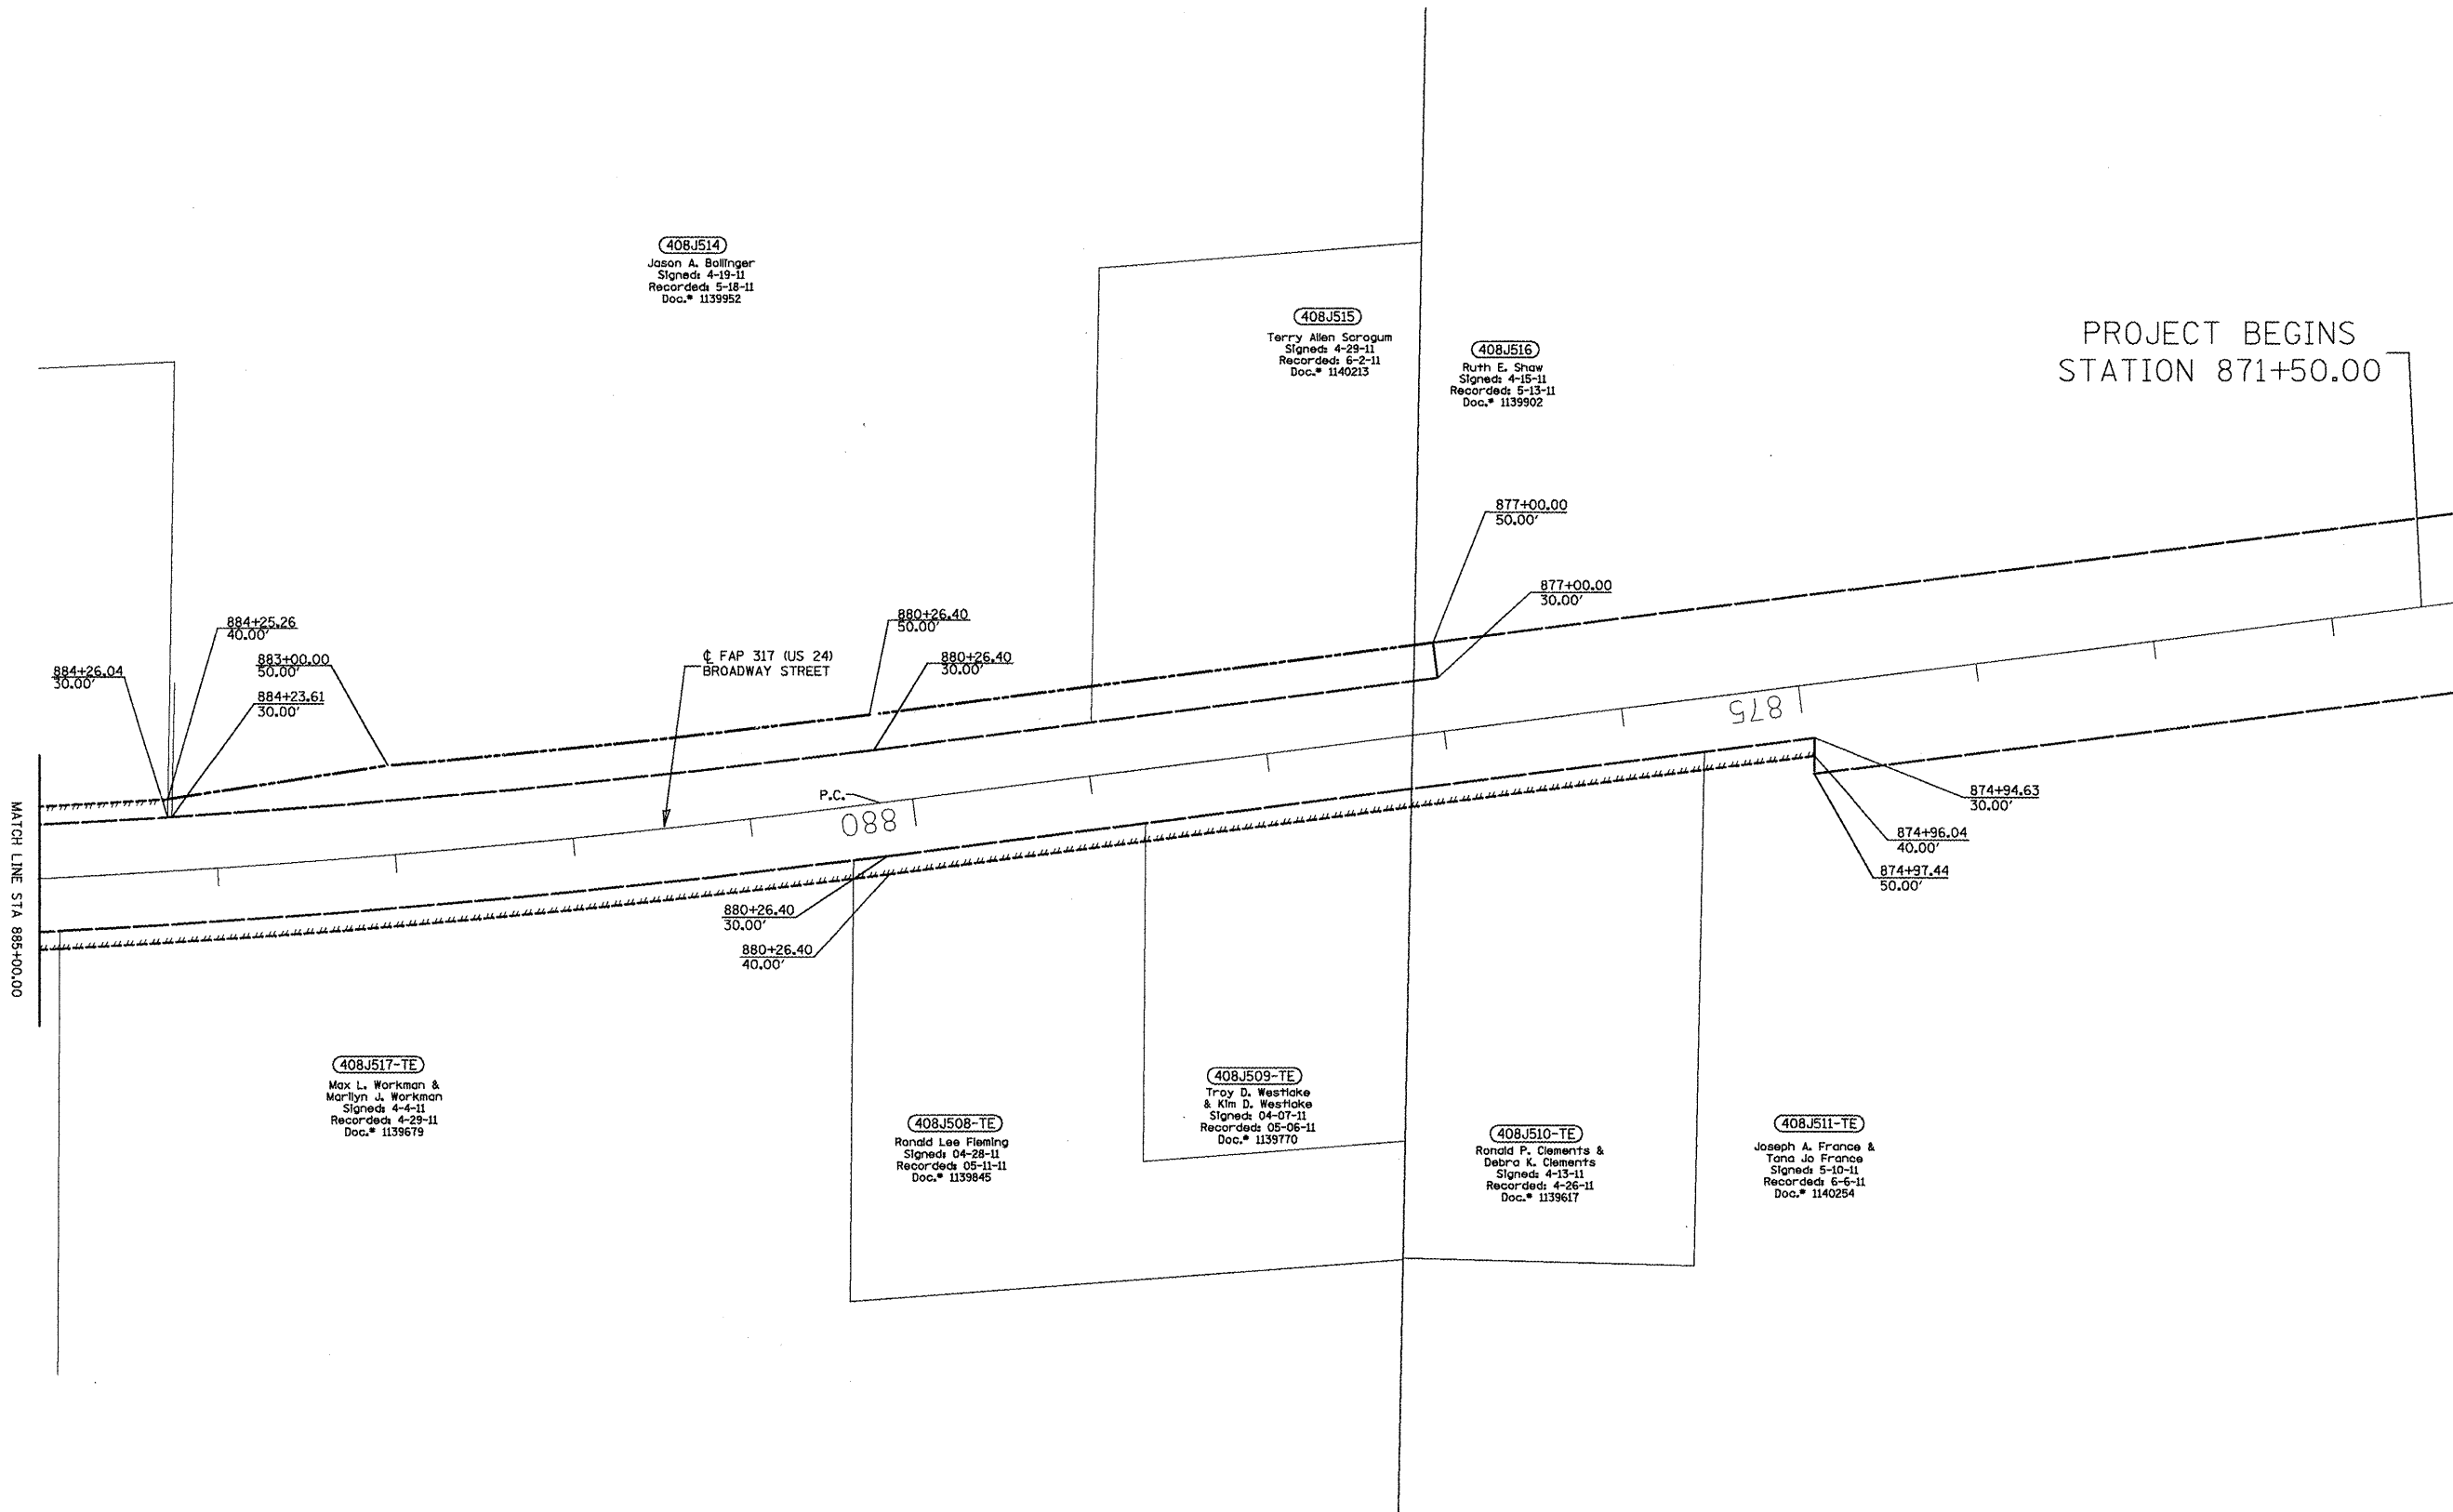 408J514
Jason A. Bollinger
Signed: 4-19-11
Recorded: 5-18-11
Doc.# 1139952
408J515
Terry Allen Scrogum
Signed: 4-29-11
Recorded: 6-2-11
Doc.# 1140213
408J516
Ruth E. Shaw
Signed: 4-15-11
Recorded: 5-13-11
Doc.# 1139902
PROJECT BEGINS
STATION 871+50.00
877+00.00
50.00'
877+00.00
30.00'
884+25.26
40.00'
884+26.04
30.00'
883+00.00
50.00'
884+23.61
30.00'
℄ FAP 317 (US 24)
BROADWAY STREET
880+26.40
50.00'
880+26.40
30.00'
P.C.
880
875
874+94.63
30.00'
874+96.04
40.00'
874+97.44
50.00'
880+26.40
30.00'
880+26.40
40.00'
MATCH LINE STA 885+00.00
408J517-TE
Max L. Workman &
Marilyn J. Workman
Signed: 4-4-11
Recorded: 4-29-11
Doc.# 1139679
408J508-TE
Ronald Lee Fleming
Signed: 04-28-11
Recorded: 05-11-11
Doc.# 1139845
408J509-TE
Troy D. Westlake
& Kim D. Westlake
Signed: 04-07-11
Recorded: 05-06-11
Doc.# 1139770
408J510-TE
Ronald P. Clements &
Debra K. Clements
Signed: 4-13-11
Recorded: 4-26-11
Doc.# 1139617
408J511-TE
Joseph A. France &
Tana Jo France
Signed: 5-10-11
Recorded: 6-6-11
Doc.# 1140254